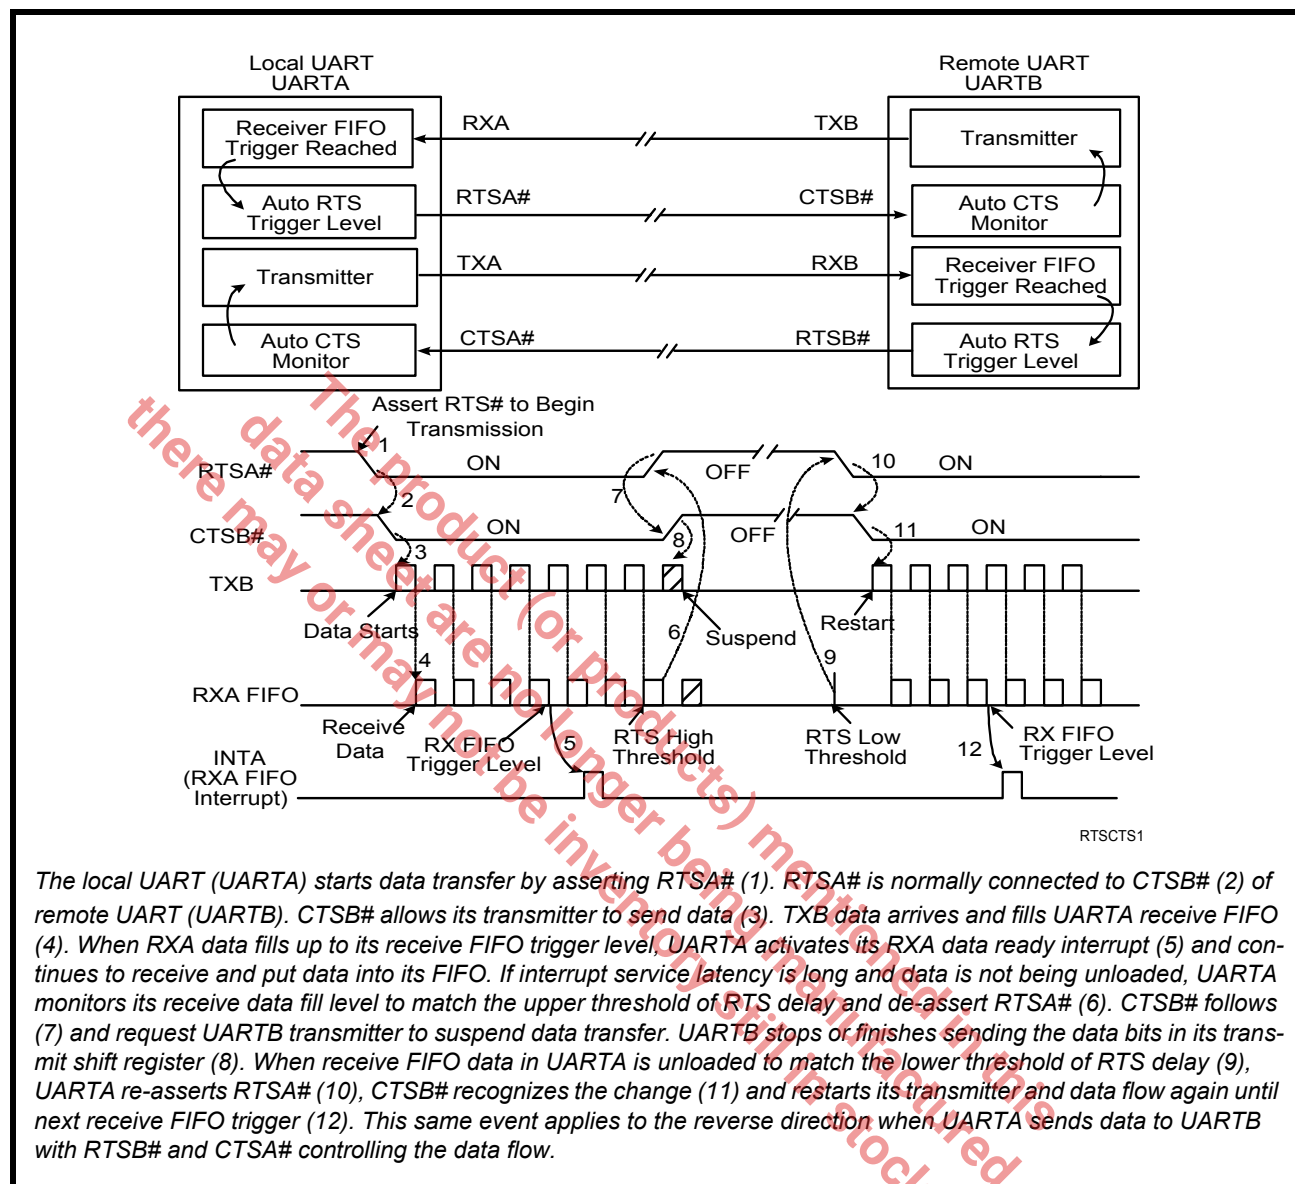 Local UART
UARTA
Remote UART
UARTB
Receiver FIFO
Trigger Reached
RXA
TXB
Transmitter
Auto RTS
Trigger Level
RTSA#
CTSB#
Auto CTS
Monitor
Transmitter
TXA
RXB
Receiver FIFO
Trigger Reached
Auto CTS
Monitor
CTSA#
RTSB#
Auto RTS
Trigger Level
Assert RTS# to Begin
Transmission
1
RTSA#
ON
OFF
10
ON
2
7
CTSB#
ON
OFF
11
ON
3
8
TXB
Data Starts
Suspend
Restart
4
6
9
RXA FIFO
Receive
Data
RX FIFO
Trigger Level
5
RTS High
Threshold
RTS Low
Threshold
12
RX FIFO
Trigger Level
INTA
(RXA FIFO
Interrupt)
RTSCTS1
The local UART (UARTA) starts data transfer by asserting RTSA# (1). RTSA# is normally connected to CTSB# (2) of
remote UART (UARTB). CTSB# allows its transmitter to send data (3). TXB data arrives and fills UARTA receive FIFO
(4). When RXA data fills up to its receive FIFO trigger level, UARTA activates its RXA data ready interrupt (5) and con-
tinues to receive and put data into its FIFO. If interrupt service latency is long and data is not being unloaded, UARTA
monitors its receive data fill level to match the upper threshold of RTS delay and de-assert RTSA# (6). CTSB# follows
(7) and request UARTB transmitter to suspend data transfer. UARTB stops or finishes sending the data bits in its trans-
mit shift register (8). When receive FIFO data in UARTA is unloaded to match the lower threshold of RTS delay (9),
UARTA re-asserts RTSA# (10), CTSB# recognizes the change (11) and restarts its transmitter and data flow again until
next receive FIFO trigger (12). This same event applies to the reverse direction when UARTA sends data to UARTB
with RTSB# and CTSA# controlling the data flow.
The product (or products) mentioned in this
data sheet are no longer being manufactured
there may or may not be inventory still in stock